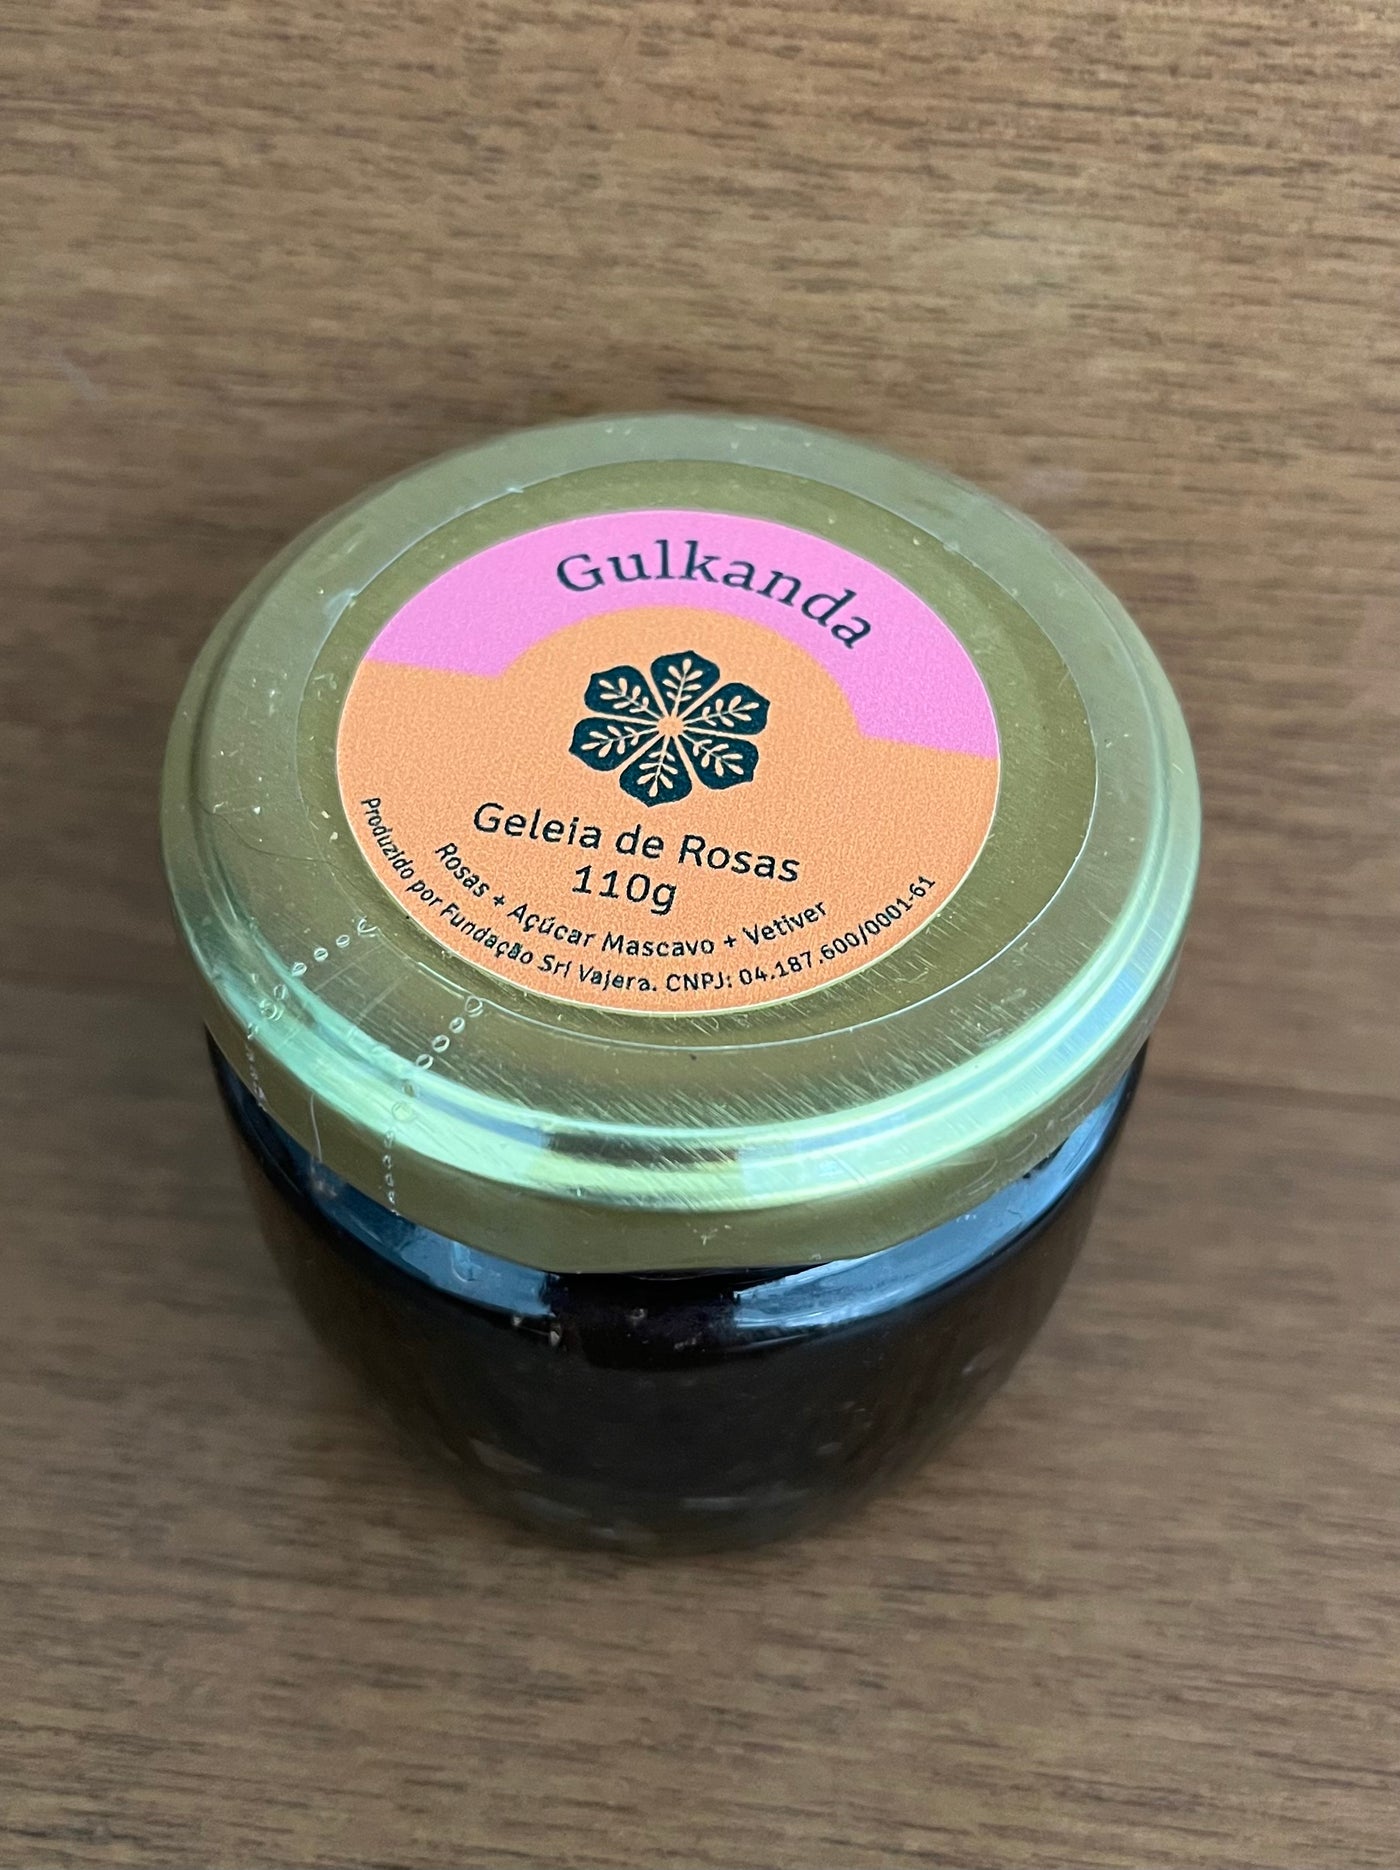 Gulkanda
Geleia de Rosas
110g
Rosas + Açúcar Mascavo + Vetiver
Produzido por Fundação Sri Vajera. CNPJ: 04.187.600/0001-61